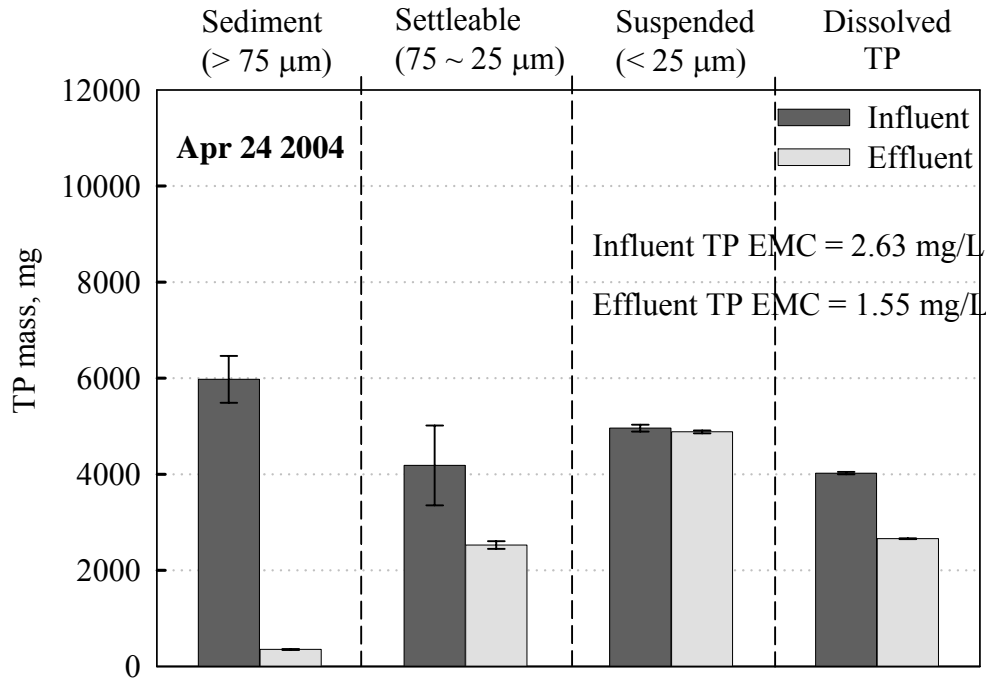 Sediment Settleable Suspended Dissolved
(> 75 μm) (75 ~ 25 μm) (< 25 μm) TP
12000
Influent
Apr 24 2004
Effluent
10000
Influent TP EMC = 2.63 mg/L
8000
Effluent TP EMC = 1.55 mg/L
TP mass, mg
6000
4000
2000
0